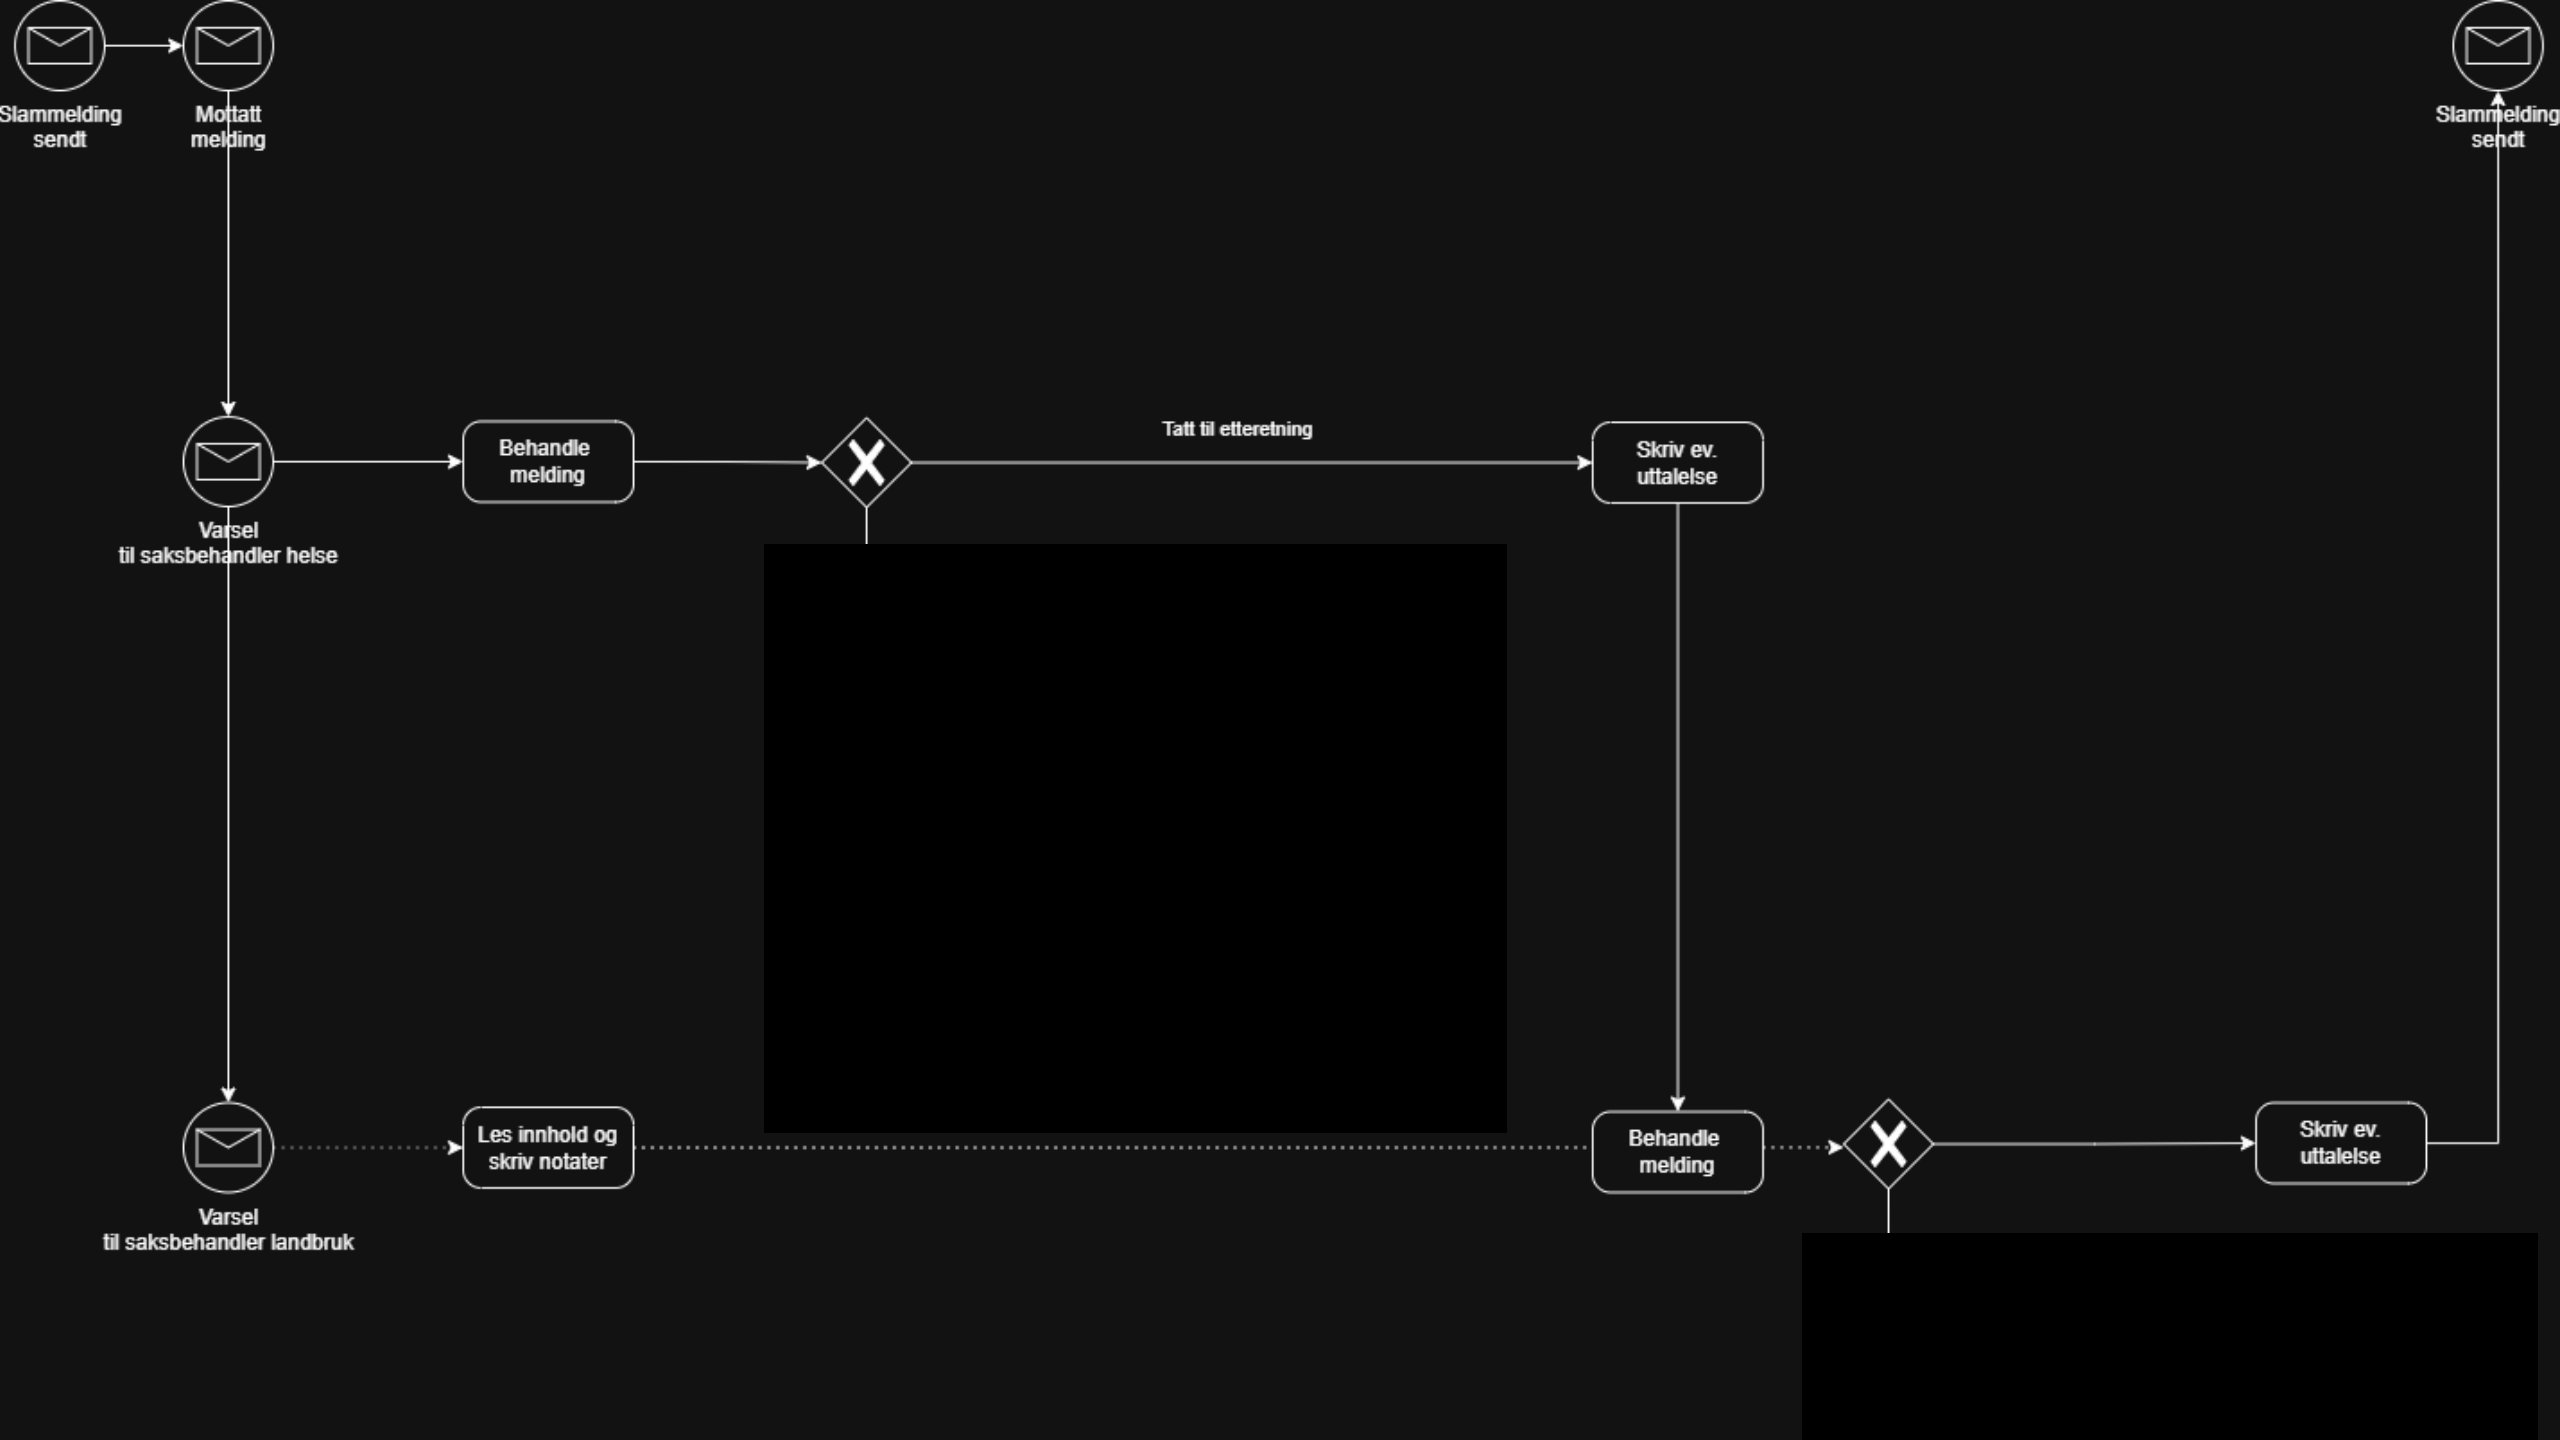 Slammelding
sendt
Mottatt
melding
Slammelding
sendt
Tatt til etteretning
Behandle
melding
Skriv ev.
uttalelse
Varsel
til saksbehandler helse
Les innhold og
skriv notater
Behandle
melding
Skriv ev.
uttalelse
Varsel
til saksbehandler landbruk